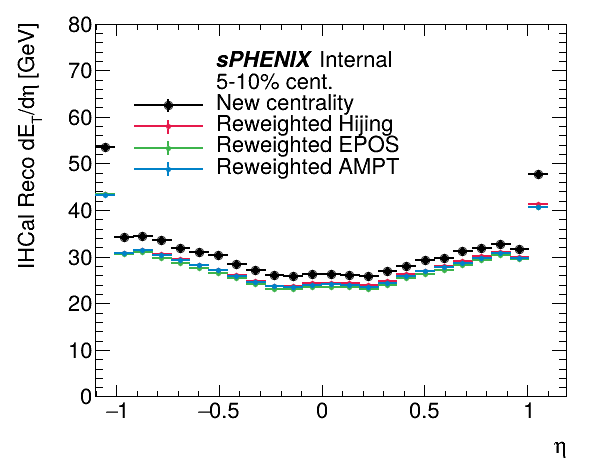 80
70
60
50
40
30
20
10
0
IHCal Reco dE_T/dη [GeV]
sPHENIX Internal
5-10% cent.
New centrality
Reweighted Hijing
Reweighted EPOS
Reweighted AMPT
−1 −0.5 0 0.5 1
η